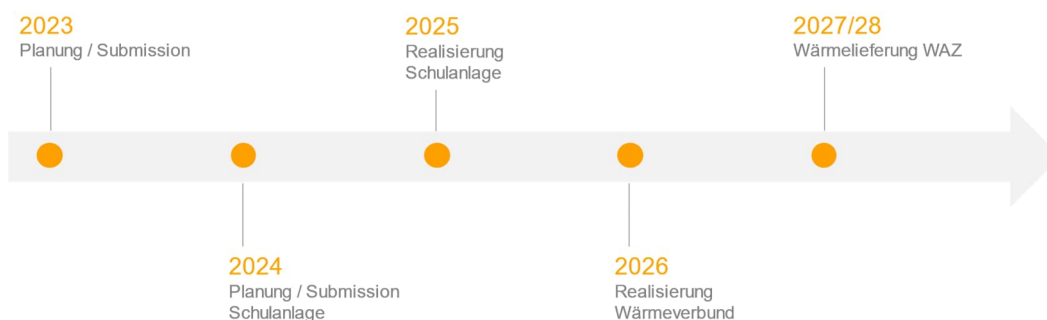 2023
Planung / Submission
2025
Realisierung
Schulanlage
2027/28
Wärmelieferung WAZ
2024
Planung / Submission
Schulanlage
2026
Realisierung
Wärmeverbund